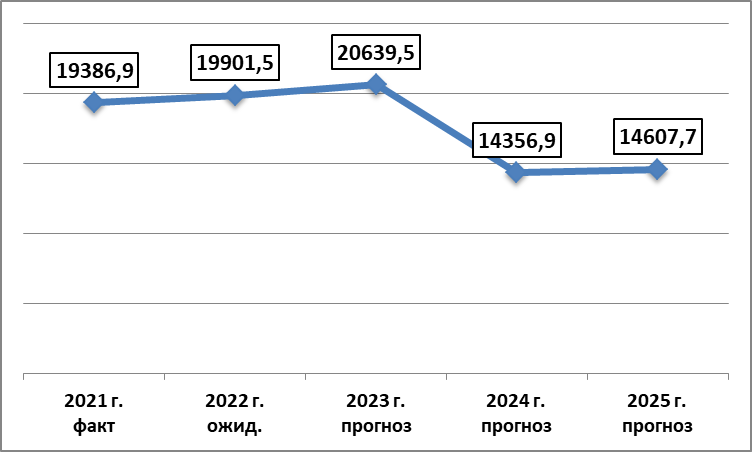 19386,9
19901,5
20639,5
14356,9
14607,7
2021 г.
факт
2022 г.
ожид.
2023 г.
прогноз
2024 г.
прогноз
2025 г.
прогноз